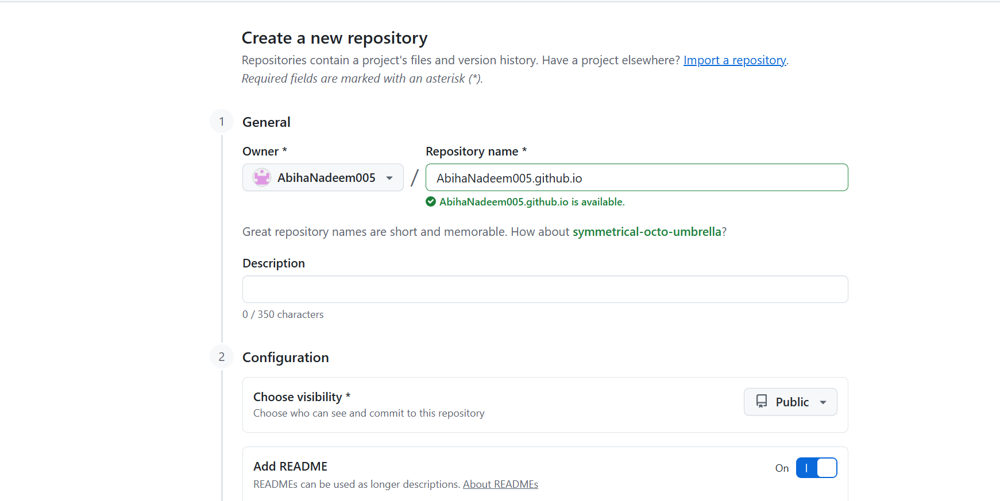 Create a new repository
Repositories contain a project's files and version history. Have a project elsewhere? Import a repository.
Required fields are marked with an asterisk (*).
1 General
Owner * Repository name *
AbihaNadeem005 / AbihaNadeem005.github.io
AbihaNadeem005.github.io is available.
Great repository names are short and memorable. How about symmetrical-octo-umbrella?
Description
0 / 350 characters
2 Configuration
Choose visibility *
Choose who can see and commit to this repository
Public
Add README
READMEs can be used as longer descriptions. About READMEs
On